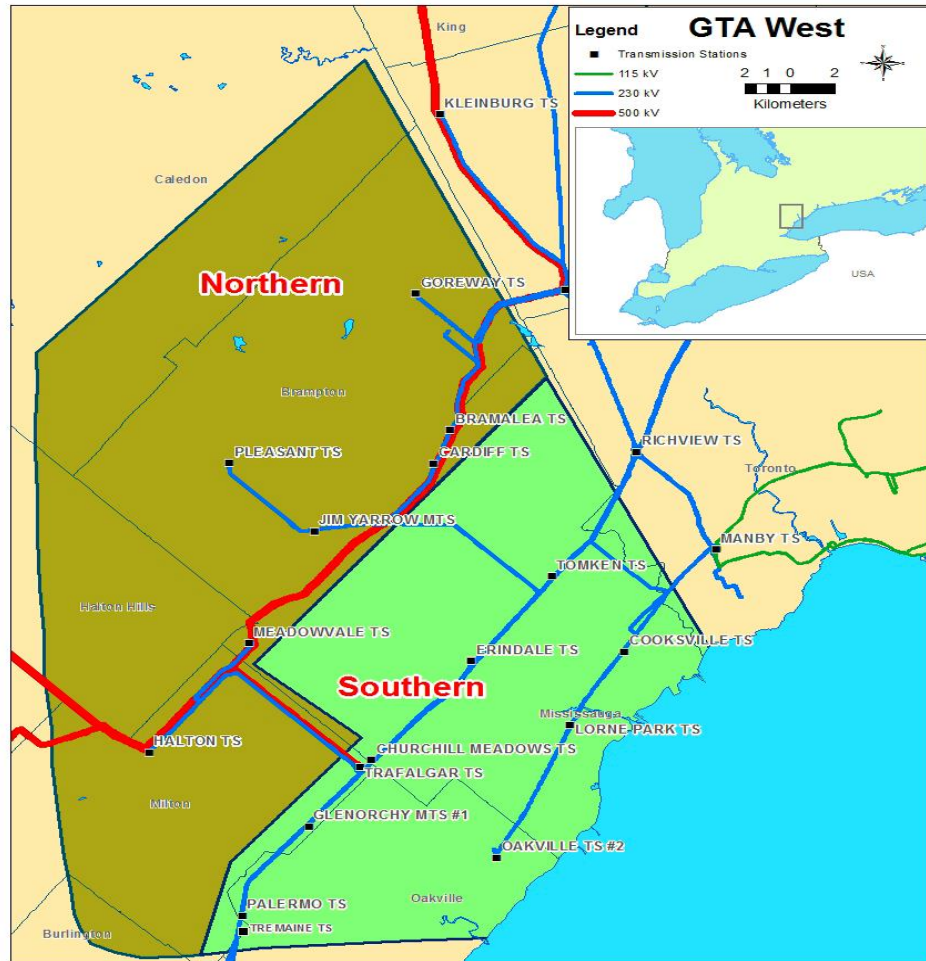 GTA West
Legend
Transmission Stations
115 kV
230 kV
500 kV
2 1 0 2
Kilometers
USA
King
KLEINBURG TS
Caledon
Northern
GOREWAY TS
Brampton
BRAMALEA TS
RICHVIEW TS
PLEASANT TS
CARDIFF TS
Toronto
JIM YARROW MTS
MANBY TS
TOMKEN TS
Halton Hills
MEADOWVALE TS
COOKSVILLE TS
ERINDALE TS
Southern
Mississauga
LORNE PARK TS
HALTON TS
CHURCHILL MEADOWS TS
TRAFALGAR TS
Milton
GLENORCHY MTS #1
OAKVILLE TS #2
Oakville
PALERMO TS
TREMAINE TS
Burlington